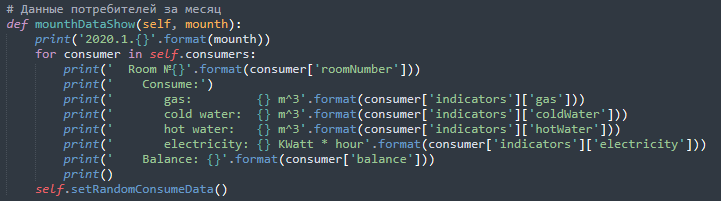 # Данные потребителей за месяц
def mounthDataShow(self, mounth):
    print('2020.1.{}'.format(mounth))
    for consumer in self.consumers:
        print('  Room №{}'.format(consumer['roomNumber']))
        print('    Consume:')
        print('       gas:         {} m^3'.format(consumer['indicators']['gas']))
        print('       cold water:  {} m^3'.format(consumer['indicators']['coldWater']))
        print('       hot water:   {} m^3'.format(consumer['indicators']['hotWater']))
        print('       electricity: {} KWatt * hour'.format(consumer['indicators']['electricity']))
        print('    Balance: {}'.format(consumer['balance']))
        print()
    self.setRandomConsumeData()